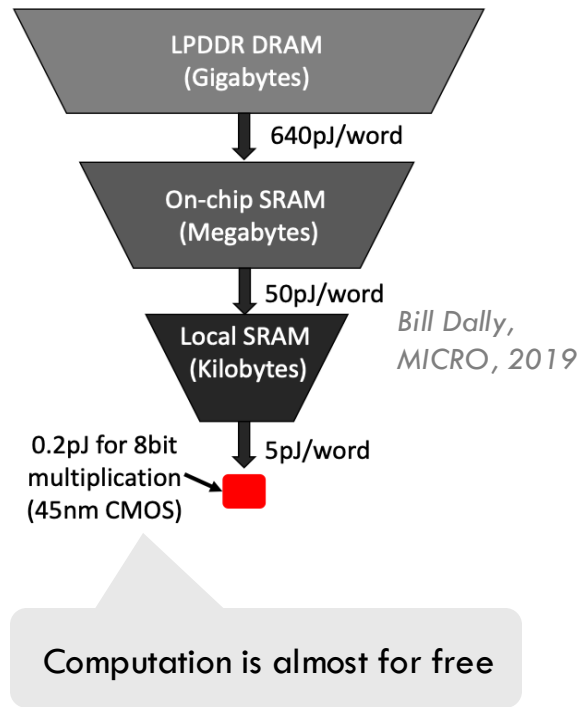 LPDDR DRAM
(Gigabytes)
640pJ/word
On-chip SRAM
(Megabytes)
50pJ/word
Local SRAM
(Kilobytes)
Bill Dally,
MICRO, 2019
5pJ/word
0.2pJ for 8bit
multiplication
(45nm CMOS)
Computation is almost for free